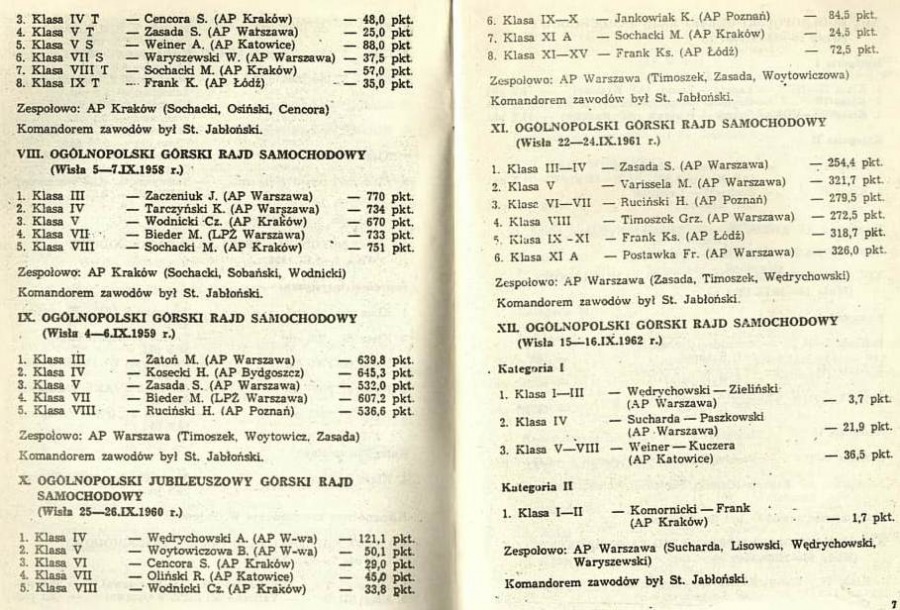 3. Klasa IV T — Cencora S. (AP Kraków) — 48,0 pkt.
4. Klasa V T — Zasada S. (AP Warszawa) — 25,0 pkt.
5. Klasa V S — Weiner A. (AP Katowice) — 88,0 pkt
6. Klasa VII S — Waryszewski W. (AP Warszawa) — 37,5 pkt.
7. Klasa VIII T — Sochacki M. (AP Kraków) — 57,0 pkt.
8. Klasa IX T — Frank K. (AP Łódź) — 35,0 pkt.
Zespołowo: AP Kraków (Sochacki, Osiński, Cencora)
Komandorem zawodów był St. Jabłoński.
VIII. OGÓLNOPOLSKI GÓRSKI RAJD SAMOCHODOWY
(Wisła 5—7.IX.1958 r.)
1. Klasa III — Zaczeniuk J. (AP Warszawa) — 770 pkt.
2. Klasa IV — Tarczyński K. (AP Warszawa) — 734 pkt.
3. Klasa V — Wodnicki Cz. (AP Kraków) — 670 pkt.
4. Klasa VII — Bieder M. (LPŻ Warszawa) — 733 pkt.
5. Klasa VIII — Sochacki M. (AP Kraków) — 751 pkt.
Zespołowo: AP Kraków (Sochacki, Sobański, Wodnicki)
Komandorem zawodów był St. Jabłoński.
IX. OGÓLNOPOLSKI GÓRSKI RAJD SAMOCHODOWY
(Wisła 4—6.IX.1959 r.)
1. Klasa III — Zatoń M. (AP Warszawa) — 639,8 pkt.
2. Klasa IV — Kosecki H. (AP Bydgoszcz) — 645,3 pkt.
3. Klasa V — Zasada S. (AP Warszawa) — 532,0 pkt.
4. Klasa VII — Bieder M. (LPŻ Warszawa) — 607,2 pkt.
5. Klasa VIII — Ruciński H. (AP Poznań) — 536,6 pkt.
Zespołowo: AP Warszawa (Timoszek, Woytowicz, Zasada)
Komandorem zawodów był St. Jabłoński.
X. OGÓLNOPOLSKI JUBILEUSZOWY GÓRSKI RAJD
SAMOCHODOWY
(Wisła 25—26.IX.1960 r.)
1. Klasa IV — Wędrychowski A. (AP W-wa) — 121,1 pkt.
2. Klasa V — Woytowiczowa B. (AP W-wa) — 50,1 pkt.
3. Klasa VI — Cencora S. (AP Kraków) — 29,0 pkt.
4. Klasa VII — Oliński R. (AP Katowice) — 45,0 pkt.
5. Klasa VIII — Wodnicki Cz. (AP Kraków) — 33,8 pkt.
6. Klasa IX—X — Jankowiak K. (AP Poznań) — 84,5 pkt.
7. Klasa XI A — Sochacki M. (AP Kraków) — 24,5 pkt.
8. Klasa XI—XV — Frank Ks. (AP Łódź) — 72,5 pkt.
Zespołowo: AP Warszawa (Timoszek, Zasada, Woytowiczowa)
Komandorem zawodów był St. Jabłoński.
XI. OGÓLNOPOLSKI GÓRSKI RAJD SAMOCHODOWY
(Wisła 22—24.IX.1961 r.)
1. Klasa III—IV — Zasada S. (AP Warszawa) — 254,4 pkt.
2. Klasa V — Varissela M. (AP Warszawa) — 321,7 pkt.
3. Klasa VI—VII — Ruciński H. (AP Poznań) — 279,5 pkt.
4. Klasa VIII — Timoszek Grz. (AP Warszawa) — 272,5 pkt.
5. Klasa IX -XI — Frank Ks. (AP Łódź) — 318,7 pkt.
6. Klasa XI A — Postawka Fr. (AP Warszawa) — 326,0 pkt.
Zespołowo: AP Warszawa (Zasada, Timoszek, Wędrychowski)
Komandorem zawodów był St. Jabłoński.
XII. OGÓLNOPOLSKI GÓRSKI RAJD SAMOCHODOWY
(Wisła 15—16.IX.1962 r.)
Kategoria I
1. Klasa I—III — Wędrychowski — Zieliński
(AP Warszawa) — 3,7 pkt.
2. Klasa IV — Sucharda — Paszkowski
(AP Warszawa) — 21,9 pkt.
3. Klasa V—VIII — Weiner — Kuczera
(AP Katowice) — 36,5 pkt.
Kategoria II
1. Klasa I—II — Komornicki — Frank
(AP Kraków) — 1,7 pkt.
Zespołowo: AP Warszawa (Sucharda, Lisowski, Wędrychowski,
Waryszewski)
Komandorem zawodów był St. Jabłoński.
7